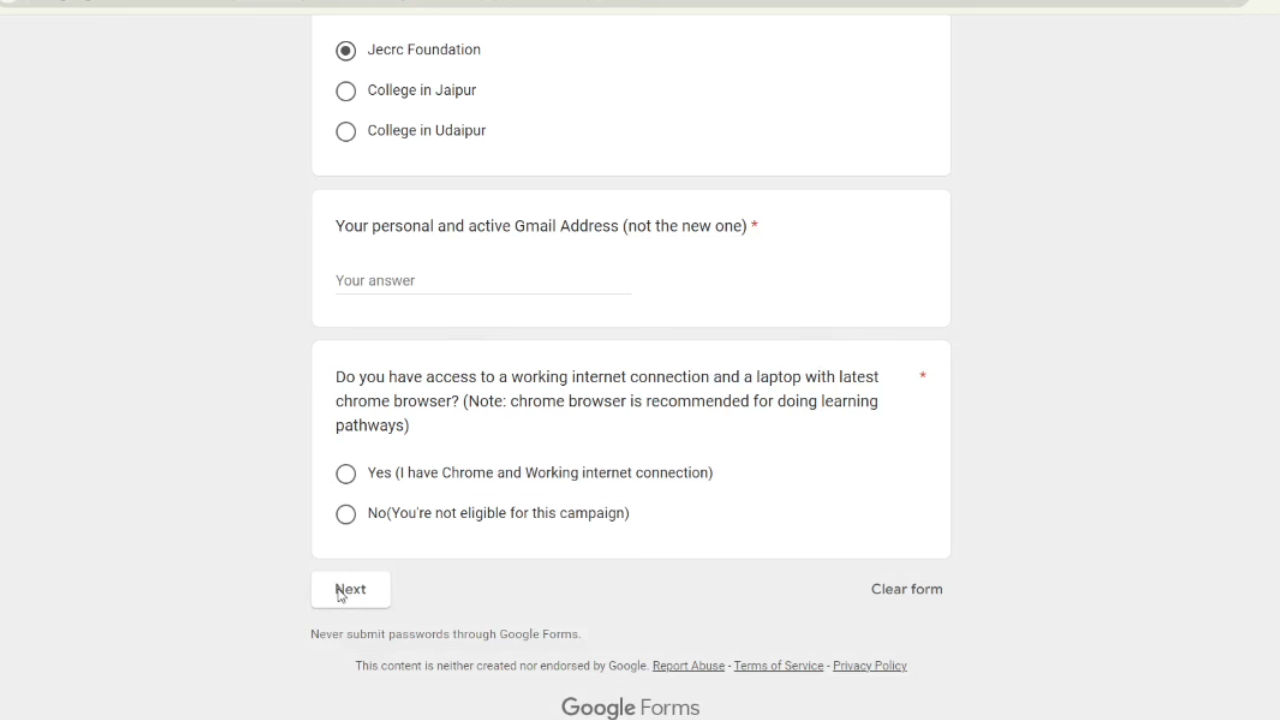 Jecrc Foundation
College in Jaipur
College in Udaipur
Your personal and active Gmail Address (not the new one) *
Your answer
Do you have access to a working internet connection and a laptop with latest *
chrome browser? (Note: chrome browser is recommended for doing learning
pathways)
Yes (I have Chrome and Working internet connection)
No(You're not eligible for this campaign)
Next Clear form
Never submit passwords through Google Forms.
This content is neither created nor endorsed by Google. Report Abuse - Terms of Service - Privacy Policy
Google Forms